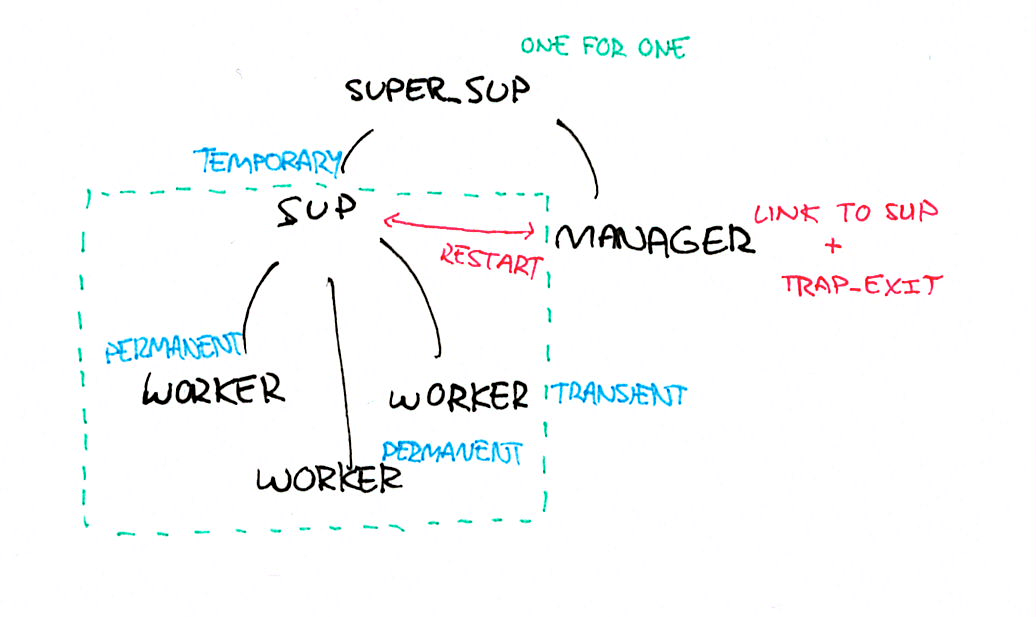 ONE FOR ONE
SUPER_SUP
TEMPORARY
SUP
MANAGER
LINK TO SUP
+
TRAP_EXIT
RESTART
PERMANENT
WORKER
WORKER
TRANSIENT
PERMANENT
WORKER